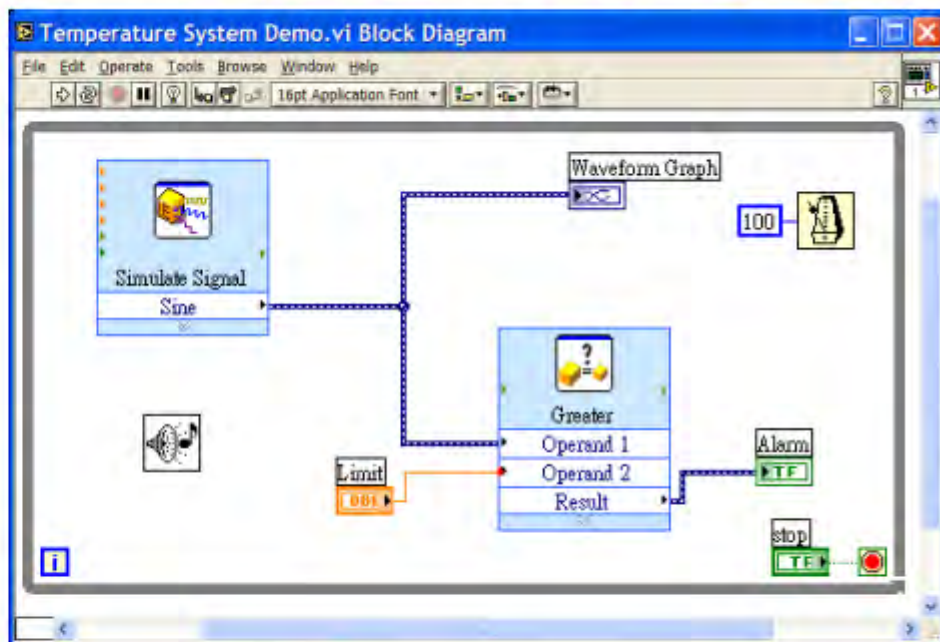 Temperature System Demo.vi Block Diagram
File Edit Operate Tools Browse Window Help
16pt Application Font
1
Waveform Graph
100
Simulate Signal
Sine
?
Greater
Operand 1
Alarm
Limit
Operand 2
TF
DBL
Result
stop
i
TF